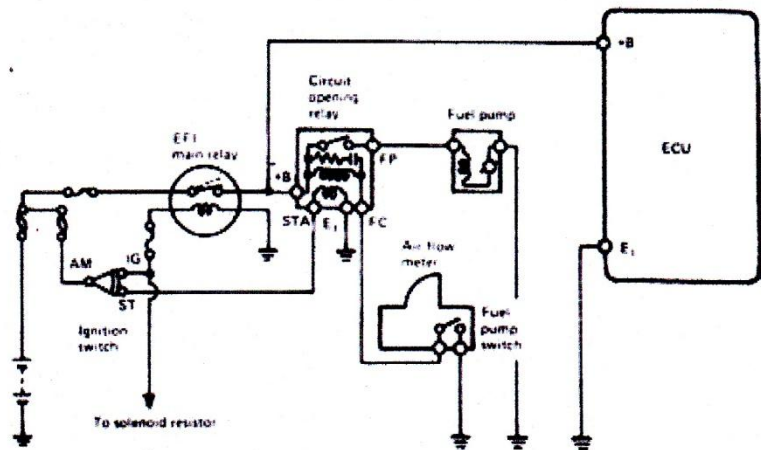 +B
Circuit
opening
relay
Fuel pump
ECU
EFI
main relay
+B
FP
STA
E1
FC
Air flow
meter
E1
AM
IG
ST
Fuel
pump
switch
Ignition
switch
To solenoid resistor